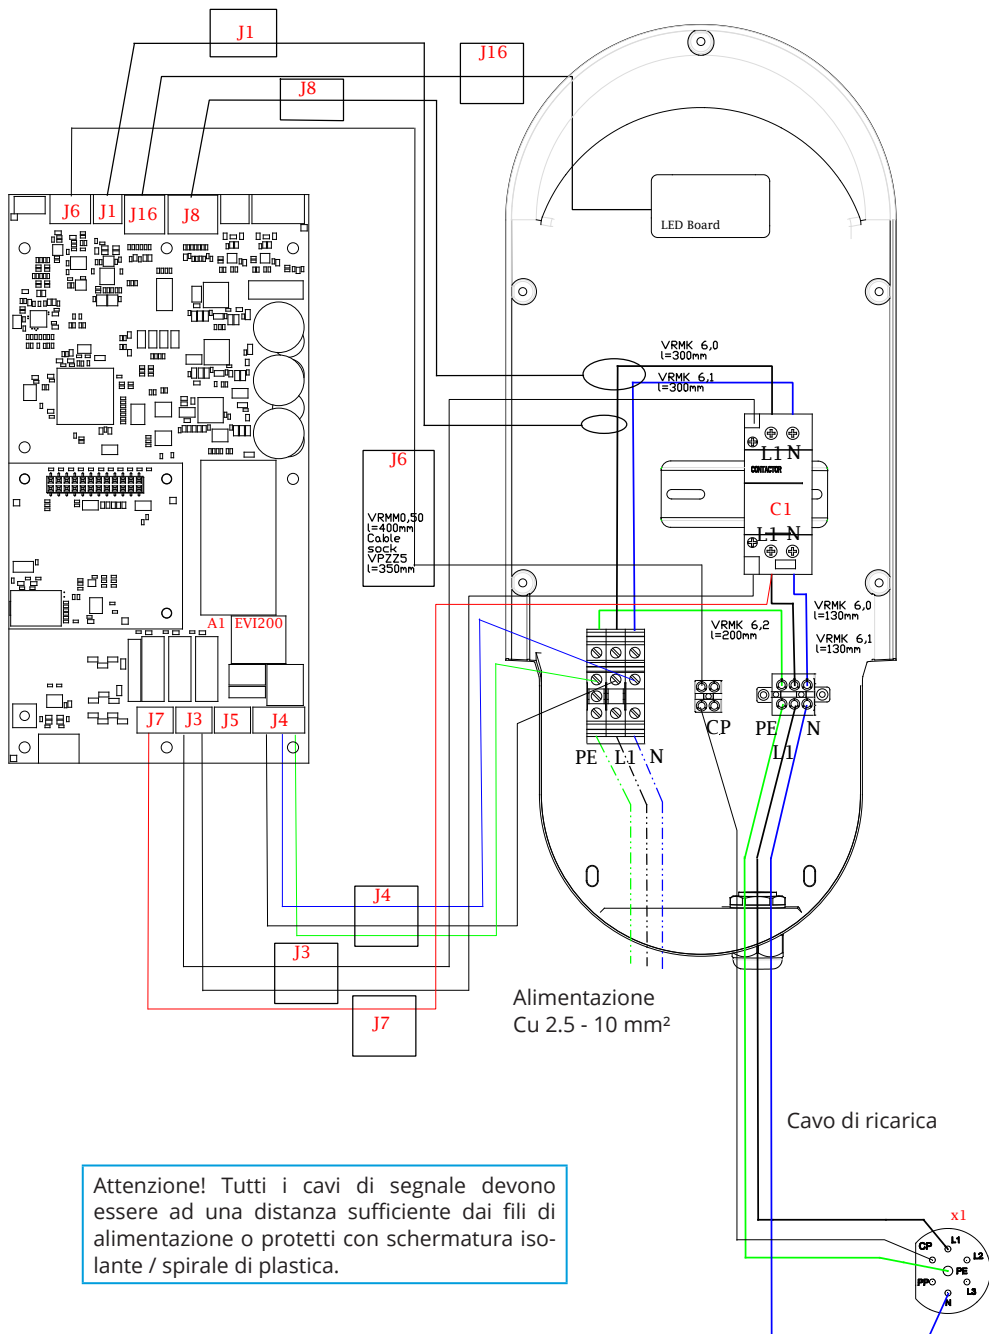 J1
J16
J8
J6 J1 J16 J8
LED Board
VRMK 6,0
l=300mm
VRMK 6,1
l=300mm
J6
L1 N
CONTACTOR
C1
VRMM0,50
l=400mm
Cable
sock
VPZZ5
l=350mm
L1 N
A1 EVI200
VRMK 6,2
l=200mm
VRMK 6,0
l=130mm
VRMK 6,1
l=130mm
J7 J3 J5 J4
CP
PE N
L1
PE L1 N
J4
J3
J7
Alimentazione
Cu 2.5 - 10 mm²
Cavo di ricarica
Attenzione! Tutti i cavi di segnale devono
essere ad una distanza sufficiente dai fili di
alimentazione o protetti con schermatura iso-
lante / spirale di plastica.
x1
L1
CP
L2
PE
PP
L3
N